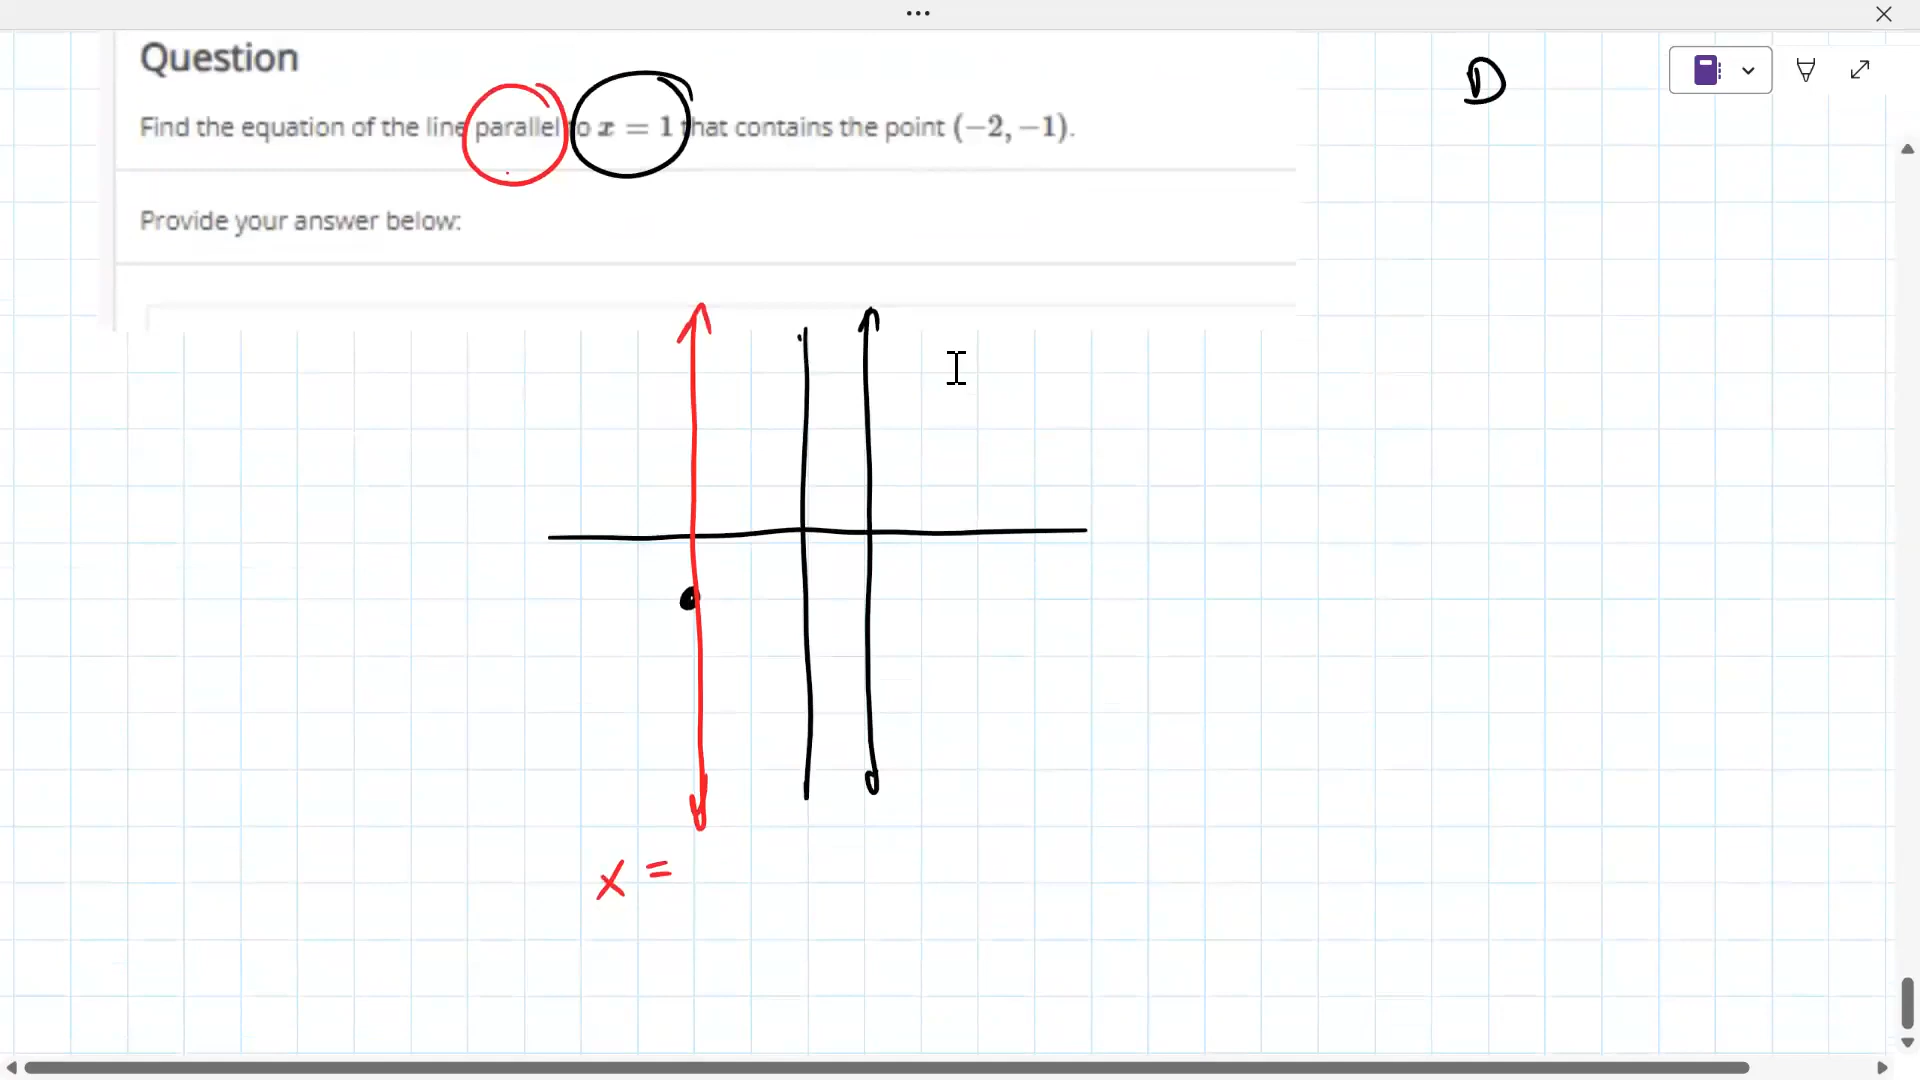 D
Question
Find the equation of the line parallel to x = 1 that contains the point (−2, −1).
Provide your answer below:
x =